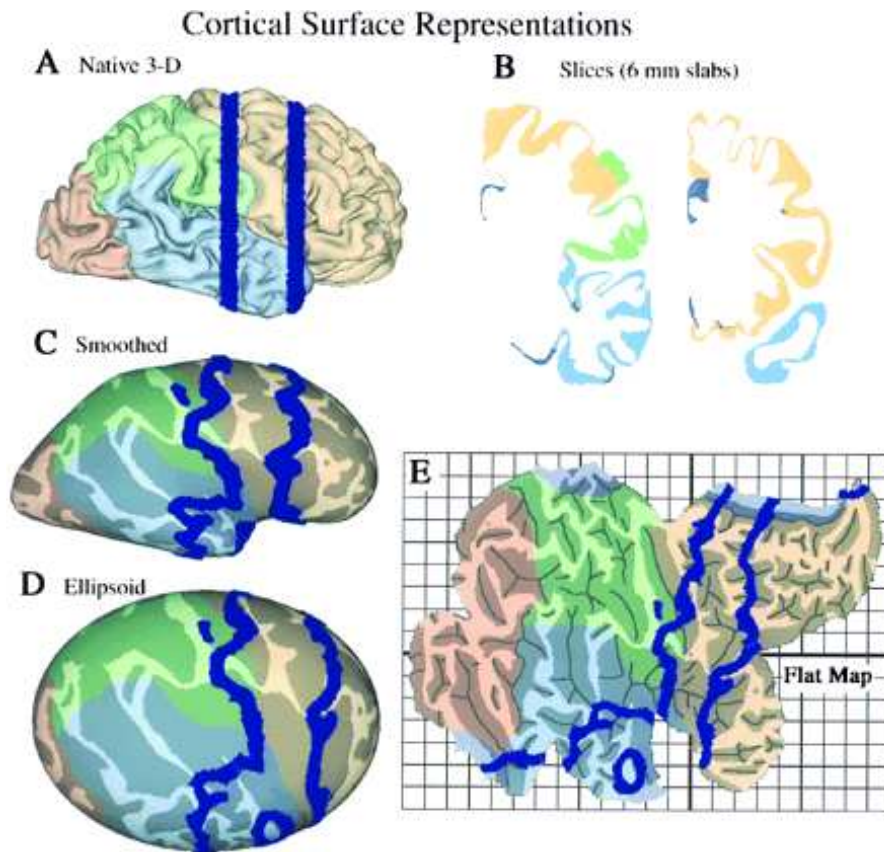 Cortical Surface Representations
A Native 3-D
B Slices (6 mm slabs)
C Smoothed
D Ellipsoid
E
Flat Map